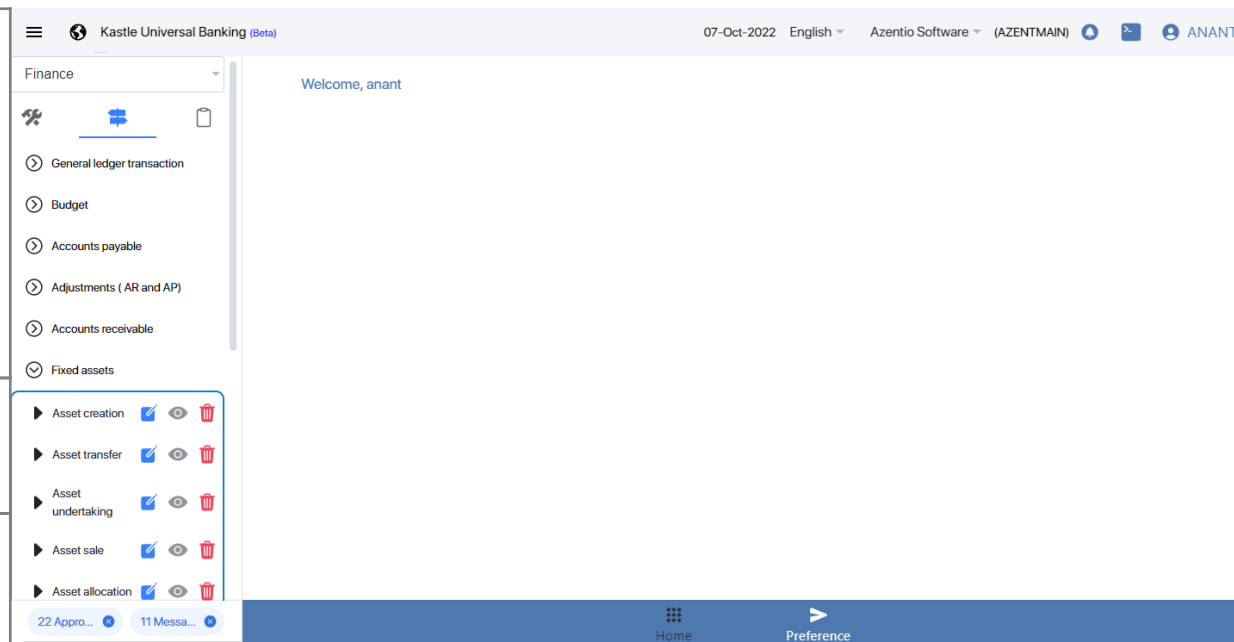 Kastle Universal Banking (Beta)
07-Oct-2022 English Azentio Software (AZENTMAIN) ANANT
Finance
Welcome, anant
General ledger transaction
Budget
Accounts payable
Adjustments ( AR and AP)
Accounts receivable
Fixed assets
Asset creation
Asset transfer
Asset
undertaking
Asset sale
Asset allocation
22 Appro... 11 Messa...
Home Preference